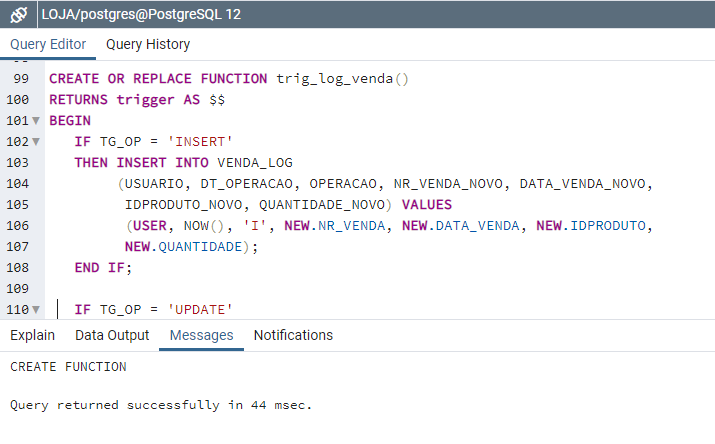 LOJA/postgres@PostgreSQL 12
Query Editor Query History
99 CREATE OR REPLACE FUNCTION trig_log_venda()
100 RETURNS trigger AS $$
101 BEGIN
102 IF TG_OP = 'INSERT'
103 THEN INSERT INTO VENDA_LOG
104 (USUARIO, DT_OPERACAO, OPERACAO, NR_VENDA_NOVO, DATA_VENDA_NOVO,
105 IDPRODUTO_NOVO, QUANTIDADE_NOVO) VALUES
106 (USER, NOW(), 'I', NEW.NR_VENDA, NEW.DATA_VENDA, NEW.IDPRODUTO,
107 NEW.QUANTIDADE);
108 END IF;
109
110 IF TG_OP = 'UPDATE'
Explain Data Output Messages Notifications
CREATE FUNCTION
Query returned successfully in 44 msec.